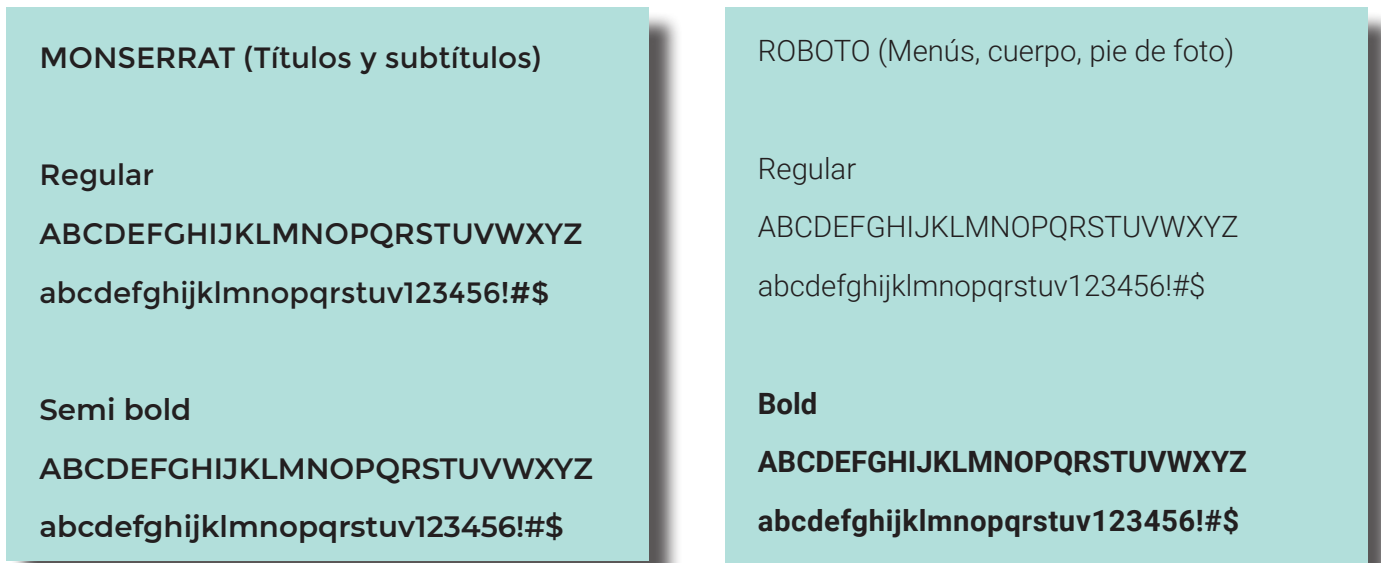 MONSERRAT (Títulos y subtítulos)
Regular
ABCDEFGHIJKLMNOPQRSTUVWXYZ
abcdefghijklmnopqrstuv123456!#$
Semi bold
ABCDEFGHIJKLMNOPQRSTUVWXYZ
abcdefghijklmnopqrstuv123456!#$
ROBOTO (Menús, cuerpo, pie de foto)
Regular
ABCDEFGHIJKLMNOPQRSTUVWXYZ
abcdefghijklmnopqrstuv123456!#$
Bold
ABCDEFGHIJKLMNOPQRSTUVWXYZ
abcdefghijklmnopqrstuv123456!#$